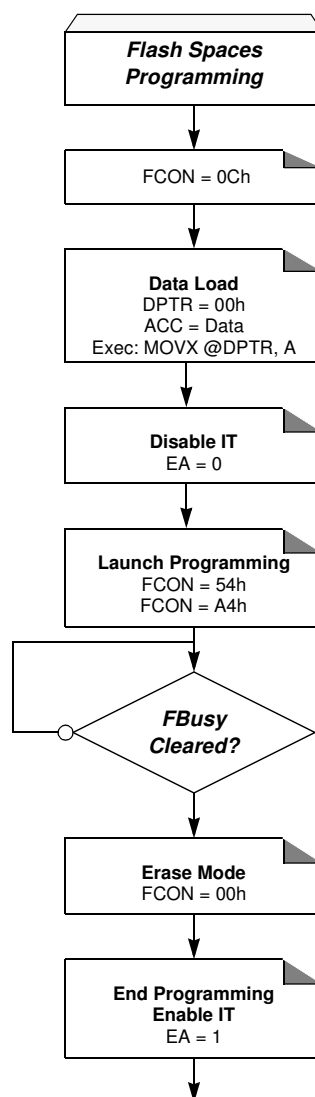 Flash Spaces
Programming
FCON = 0Ch
Data Load
DPTR = 00h
ACC = Data
Exec: MOVX @DPTR, A
Disable IT
EA = 0
Launch Programming
FCON = 54h
FCON = A4h
FBusy
Cleared?
Erase Mode
FCON = 00h
End Programming
Enable IT
EA = 1